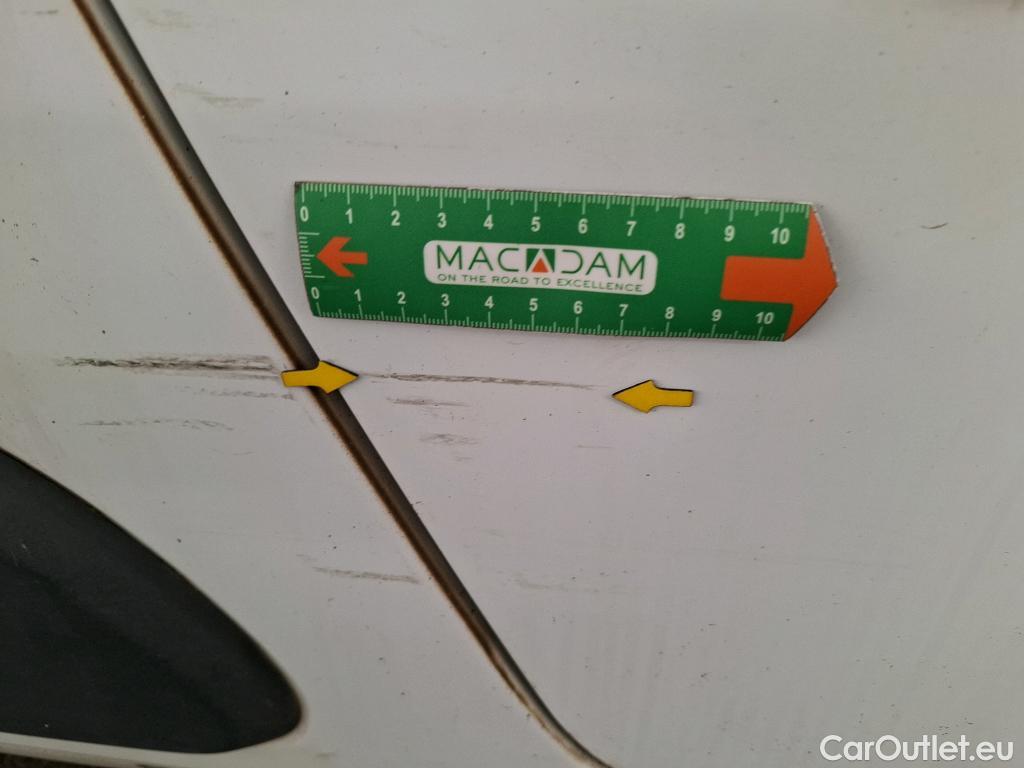 0 1 2 3 4 5 6 7 8 9 10
MACADAM
ON THE ROAD TO EXCELLENCE
0 1 2 3 4 5 6 7 8 9 10
CarOutlet.eu